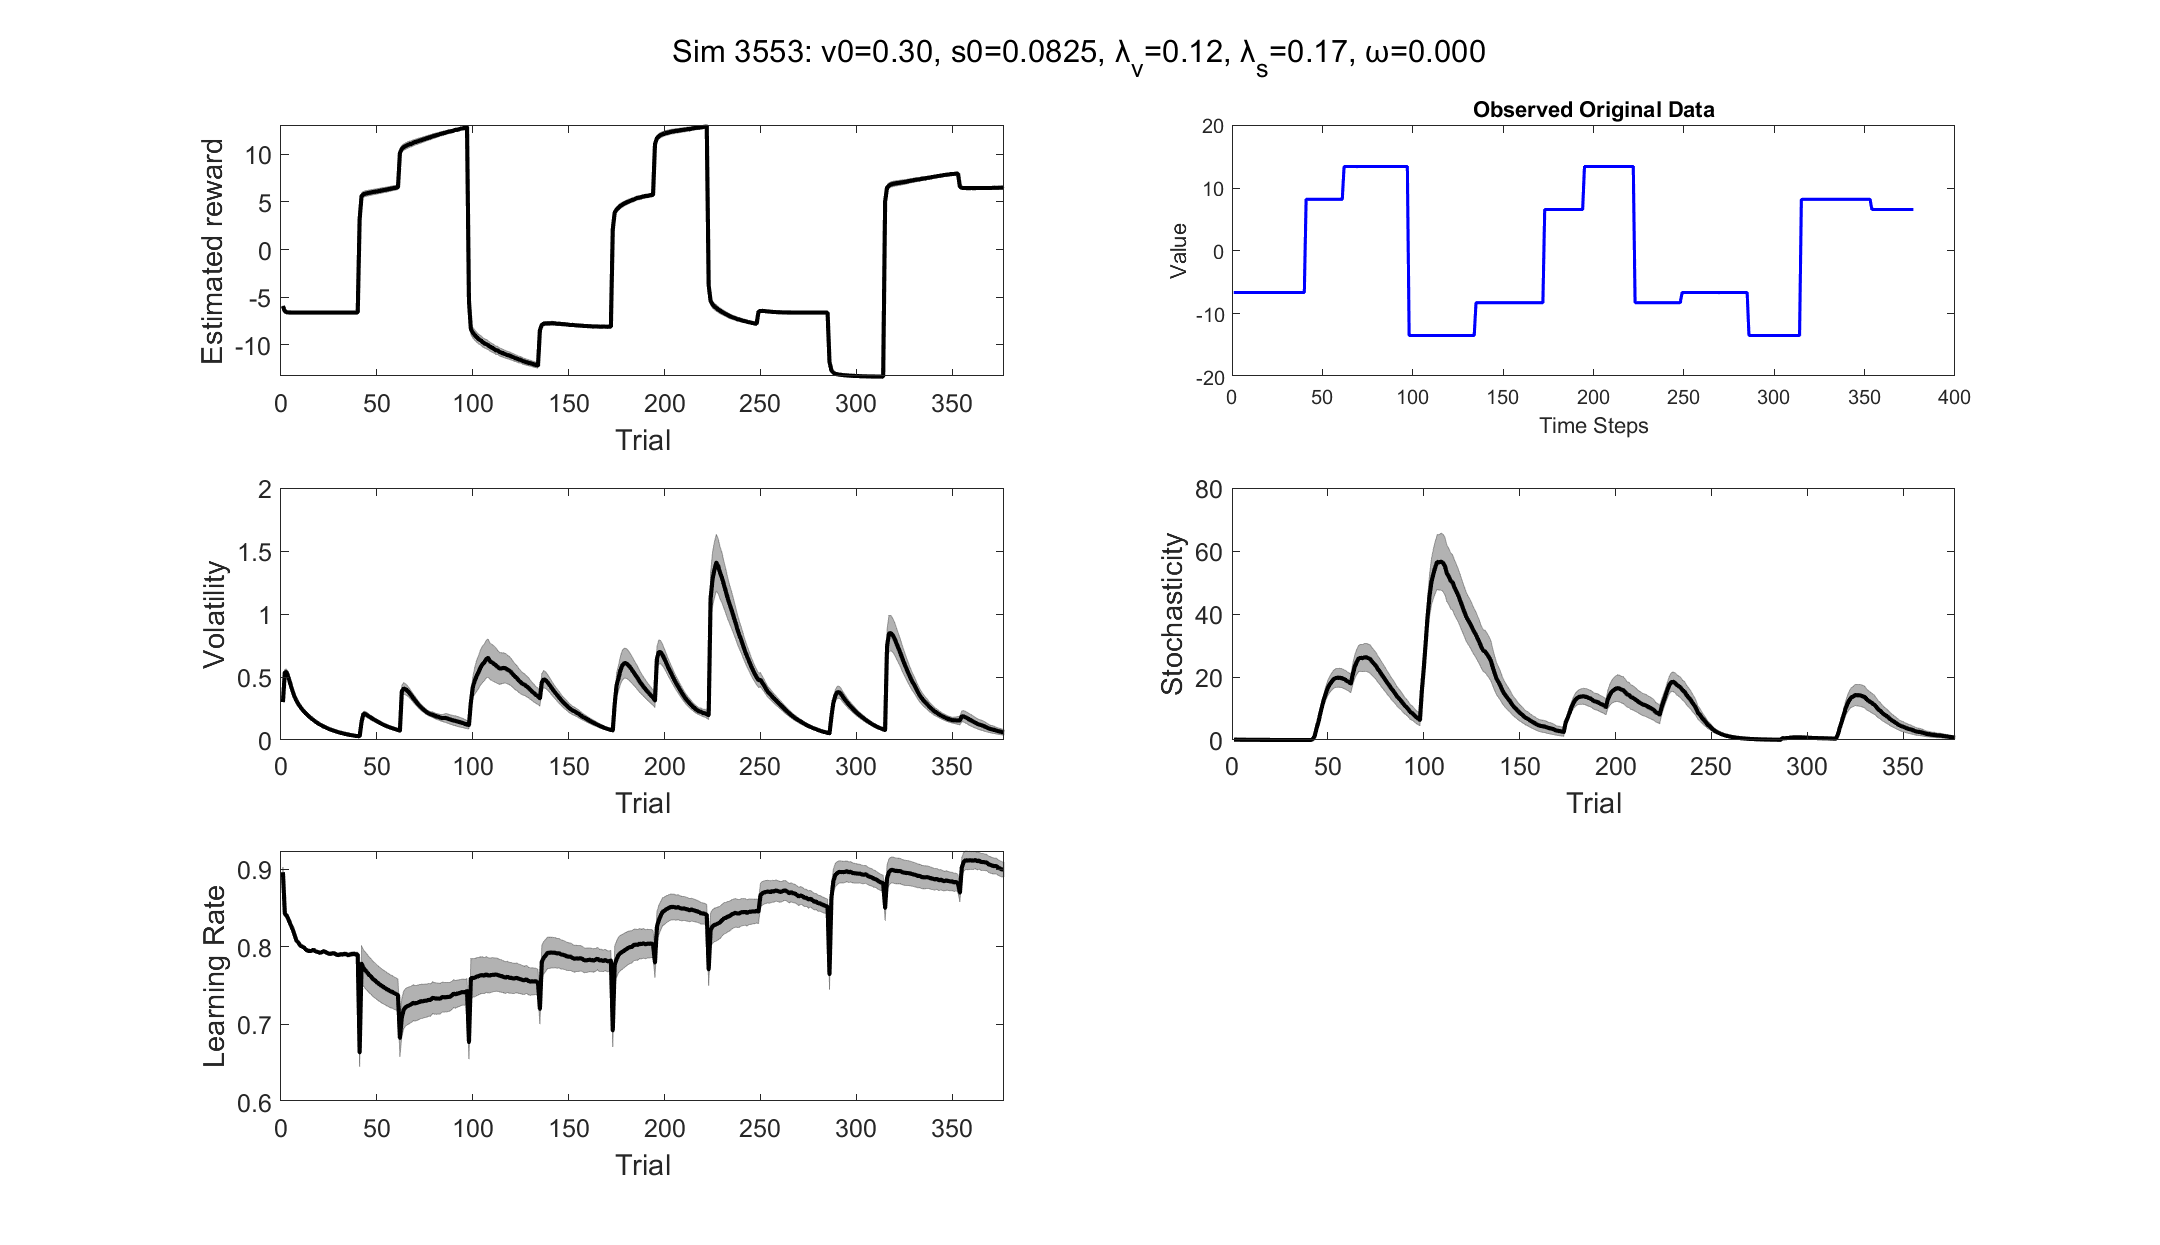 Sim 3553: v0=0.30, s0=0.0825, λ_v=0.12, λ_s=0.17, ω=0.000
Estimated reward
10
5
0
-5
-10
0 50 100 150 200 250 300 350
Trial
Observed Original Data
Value
20
10
0
-10
-20
0 50 100 150 200 250 300 350 400
Time Steps
Volatility
2
1.5
1
0.5
0
0 50 100 150 200 250 300 350
Trial
Stochasticity
80
60
40
20
0
0 50 100 150 200 250 300 350
Trial
Learning Rate
0.9
0.8
0.7
0.6
0 50 100 150 200 250 300 350
Trial